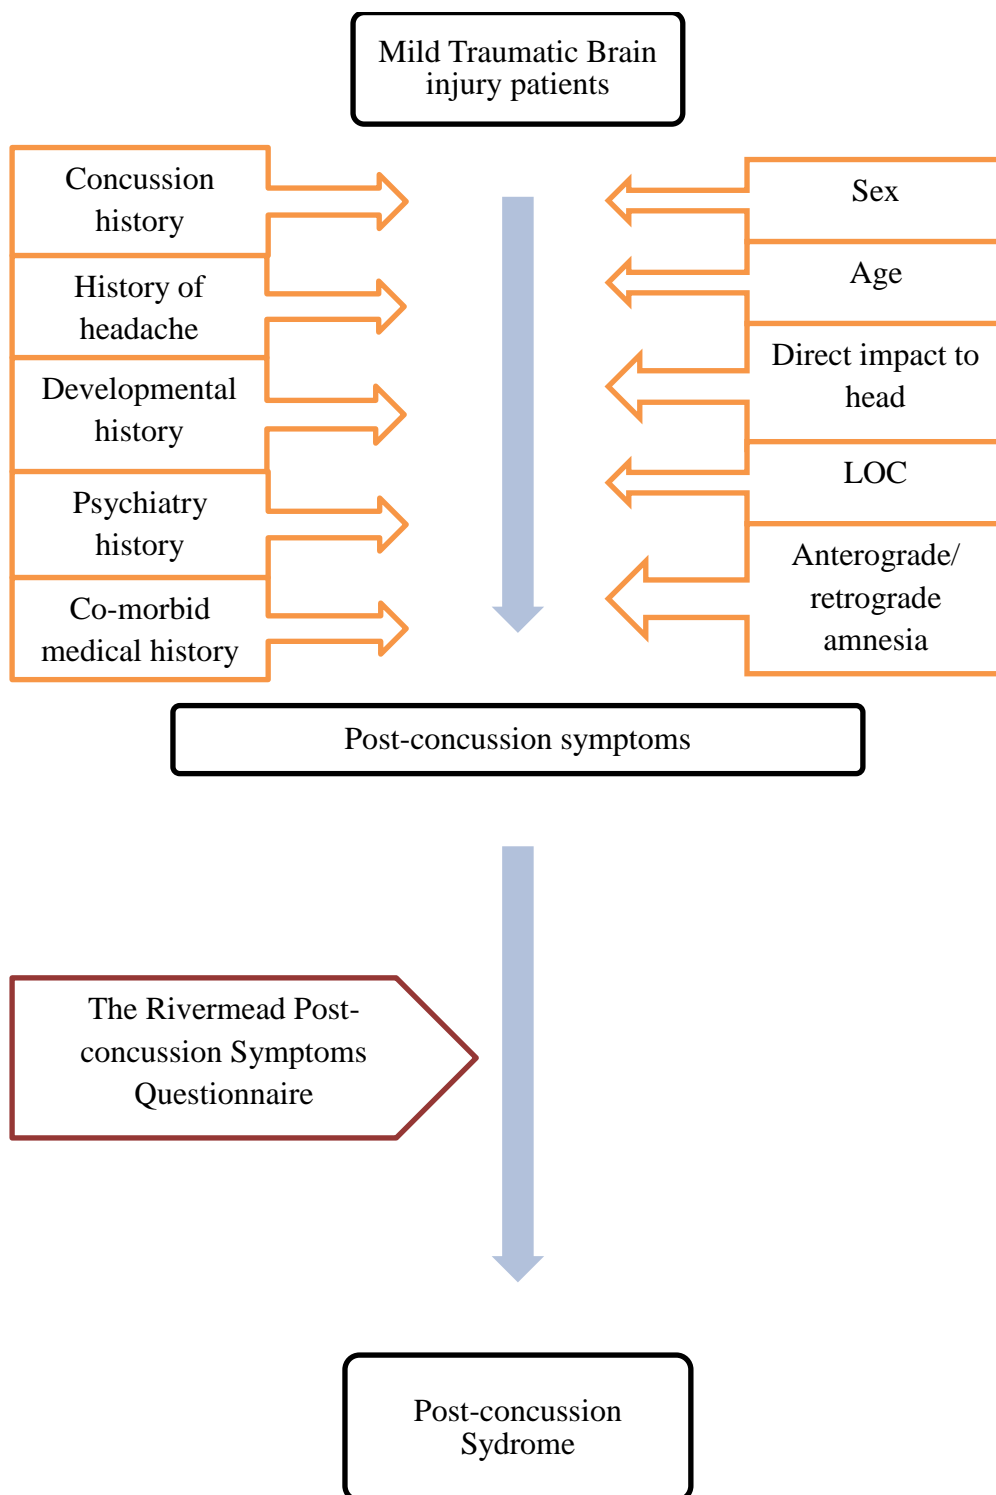 Mild Traumatic Brain
injury patients
Concussion
history
History of
headache
Developmental
history
Psychiatry
history
Co-morbid
medical history
Sex
Age
Direct impact to
head
LOC
Anterograde/
retrograde
amnesia
Post-concussion symptoms
The Rivermead Post-
concussion Symptoms
Questionnaire
Post-concussion
Sydrome